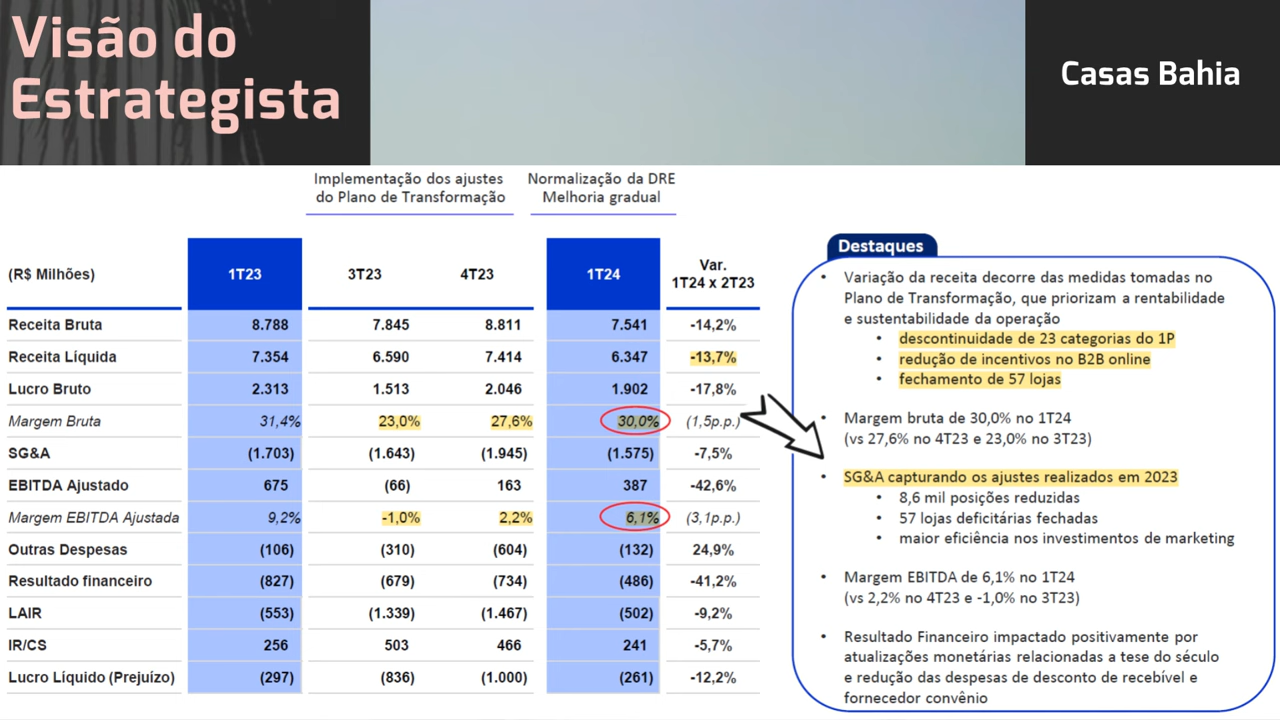 Visão do
Estrategista
Casas Bahia
Implementação dos ajustes
do Plano de Transformação
Normalização da DRE
Melhoria gradual
(R$ Milhões) 1T23 3T23 4T23 1T24 Var.
1T24 x 2T23
Receita Bruta 8.788 7.845 8.811 7.541 -14,2%
Receita Líquida 7.354 6.590 7.414 6.347 -13,7%
Lucro Bruto 2.313 1.513 2.046 1.902 -17,8%
Margem Bruta 31,4% 23,0% 27,6% 30,0% (1,5p.p.)
SG&A (1.703) (1.643) (1.945) (1.575) -7,5%
EBITDA Ajustado 675 (66) 163 387 -42,6%
Margem EBITDA Ajustada 9,2% -1,0% 2,2% 6,1% (3,1p.p.)
Outras Despesas (106) (310) (604) (132) 24,9%
Resultado financeiro (827) (679) (734) (486) -41,2%
LAIR (553) (1.339) (1.467) (502) -9,2%
IR/CS 256 503 466 241 -5,7%
Lucro Líquido (Prejuízo) (297) (836) (1.000) (261) -12,2%
Destaques
• Variação da receita decorre das medidas tomadas no
Plano de Transformação, que priorizam a rentabilidade
e sustentabilidade da operação
• descontinuidade de 23 categorias do 1P
• redução de incentivos no B2B online
• fechamento de 57 lojas
• Margem bruta de 30,0% no 1T24
(vs 27,6% no 4T23 e 23,0% no 3T23)
• SG&A capturando os ajustes realizados em 2023
• 8,6 mil posições reduzidas
• 57 lojas deficitárias fechadas
• maior eficiência nos investimentos de marketing
• Margem EBITDA de 6,1% no 1T24
(vs 2,2% no 4T23 e -1,0% no 3T23)
• Resultado Financeiro impactado positivamente por
atualizações monetárias relacionadas a tese do século
e redução das despesas de desconto de recebível e
fornecedor convênio